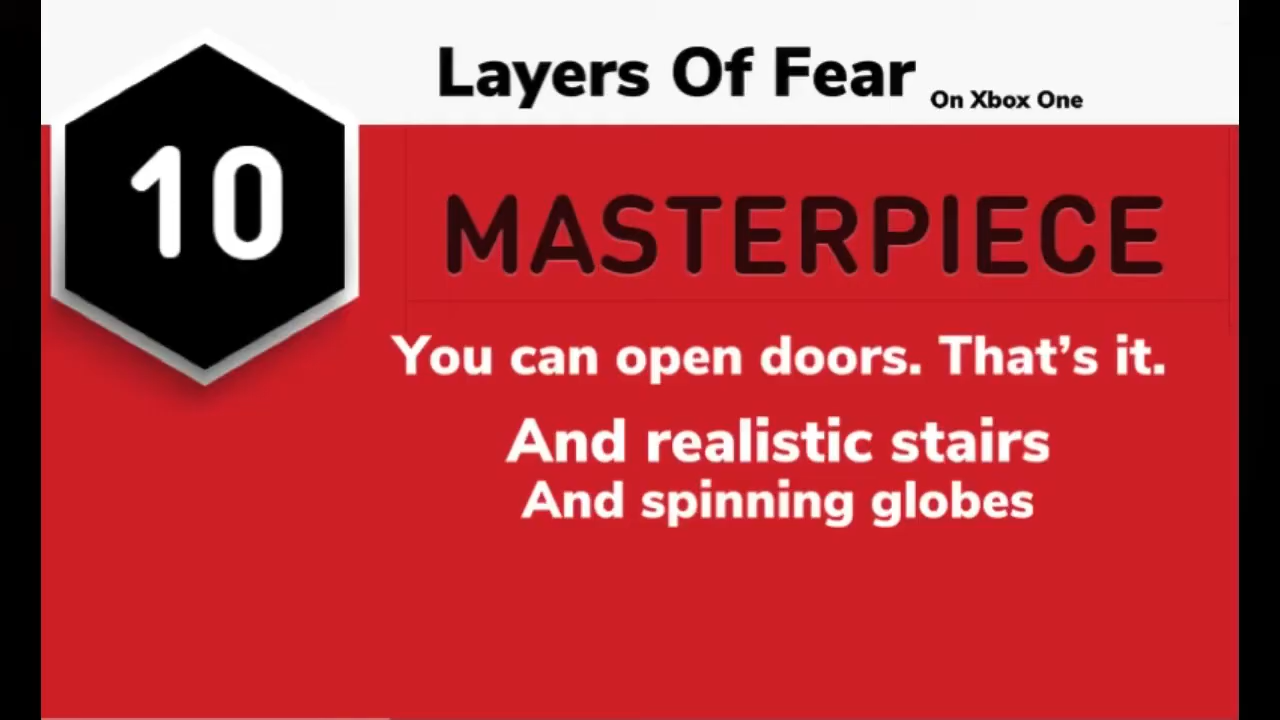 Layers Of Fear On Xbox One
10
MASTERPIECE
You can open doors. That's it.
And realistic stairs
And spinning globes